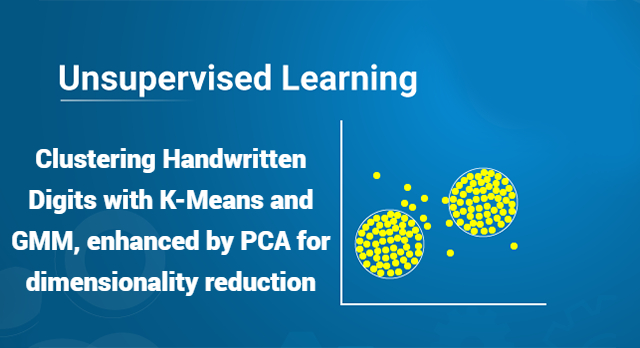 Unsupervised Learning
Clustering Handwritten
Digits with K-Means and
GMM, enhanced by PCA for
dimensionality reduction